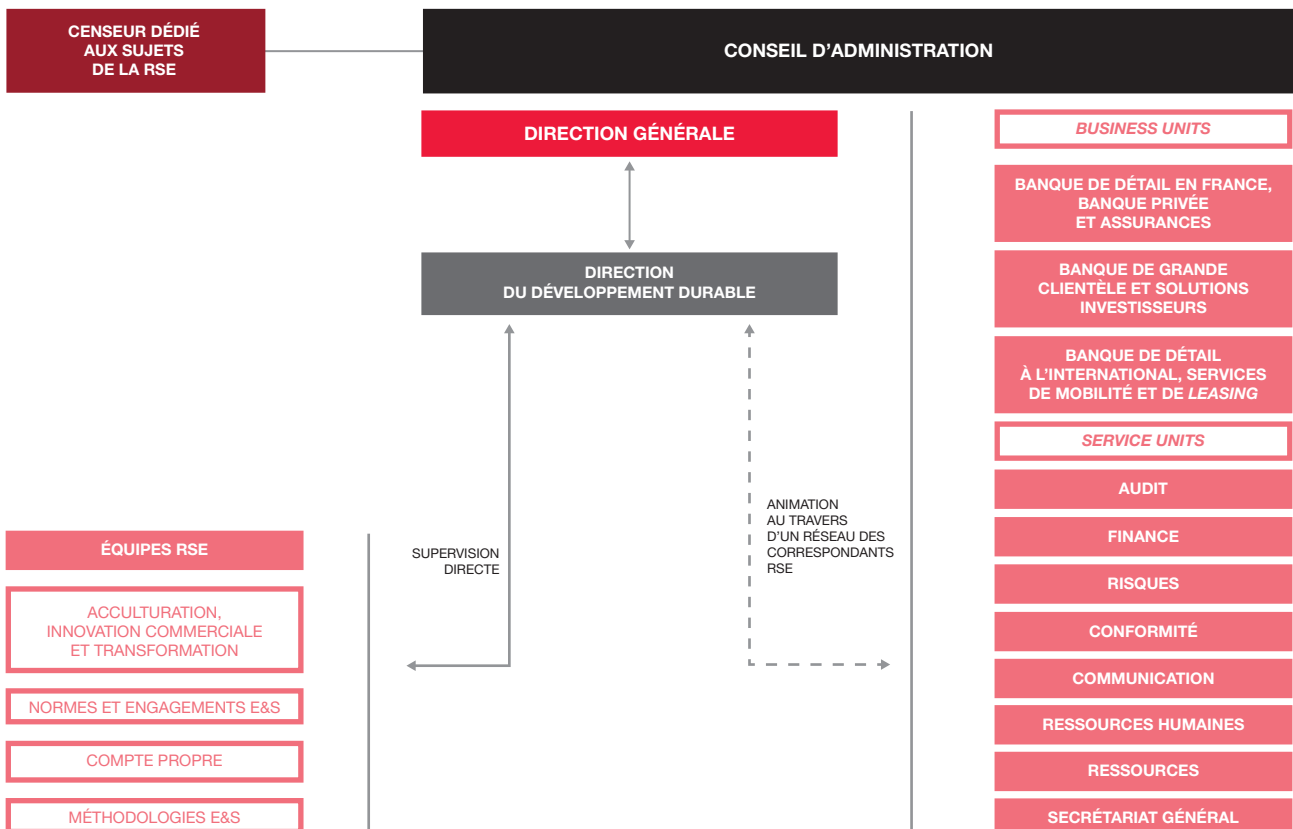 CENSEUR DÉDIÉ
AUX SUJETS
DE LA RSE
CONSEIL D'ADMINISTRATION
DIRECTION GÉNÉRALE
DIRECTION
DU DÉVELOPPEMENT DURABLE
SUPERVISION
DIRECTE
ANIMATION
AU TRAVERS
D'UN RÉSEAU DES
CORRESPONDANTS
RSE
ÉQUIPES RSE
ACCULTURATION,
INNOVATION COMMERCIALE
ET TRANSFORMATION
NORMES ET ENGAGEMENTS E&S
COMPTE PROPRE
MÉTHODOLOGIES E&S
BUSINESS UNITS
BANQUE DE DÉTAIL EN FRANCE,
BANQUE PRIVÉE
ET ASSURANCES
BANQUE DE GRANDE
CLIENTÈLE ET SOLUTIONS
INVESTISSEURS
BANQUE DE DÉTAIL
À L'INTERNATIONAL, SERVICES
DE MOBILITÉ ET DE LEASING
SERVICE UNITS
AUDIT
FINANCE
RISQUES
CONFORMITÉ
COMMUNICATION
RESSOURCES HUMAINES
RESSOURCES
SECRÉTARIAT GÉNÉRAL